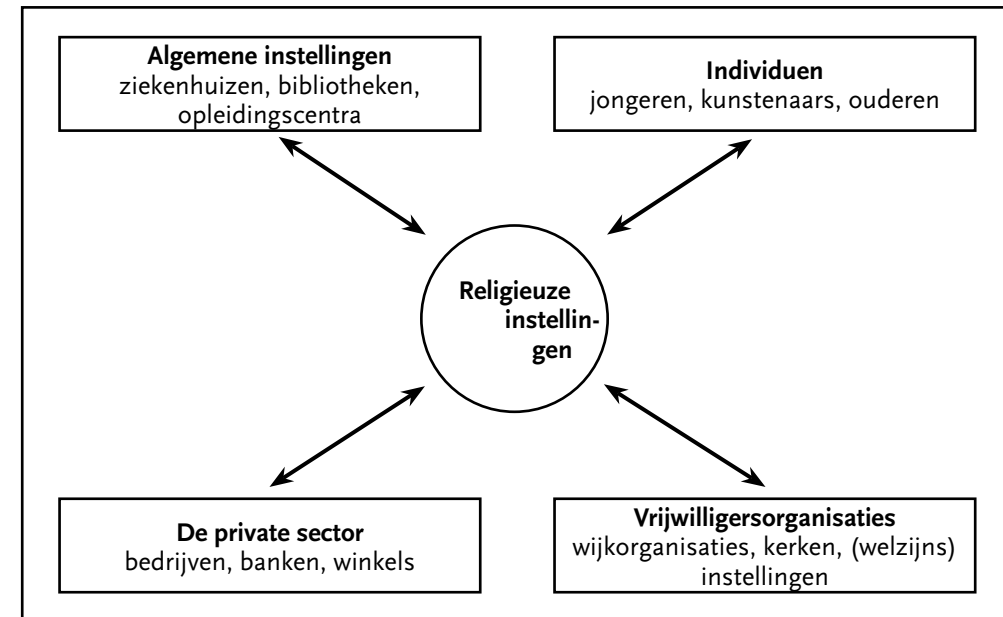 Algemene instellingen
ziekenhuizen, bibliotheken,
opleidingscentra
Individuen
jongeren, kunstenaars, ouderen
Religieuze
instellin-
gen
De private sector
bedrijven, banken, winkels
Vrijwilligersorganisaties
wijkorganisaties, kerken, (welzijns)
instellingen